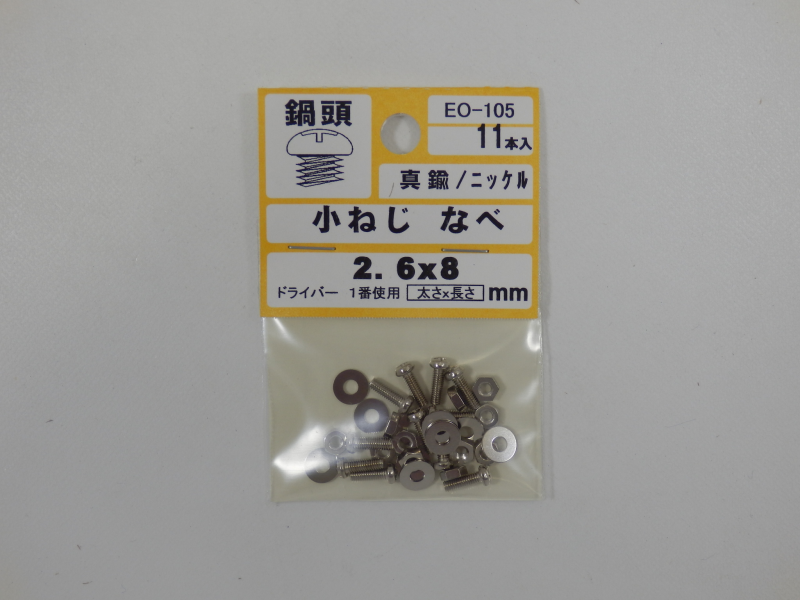 鍋頭
EO-105
11本入
真鍮/ニッケル
小ねじ なべ
2.6x8
ドライバー 1番使用 太さ×長さ mm